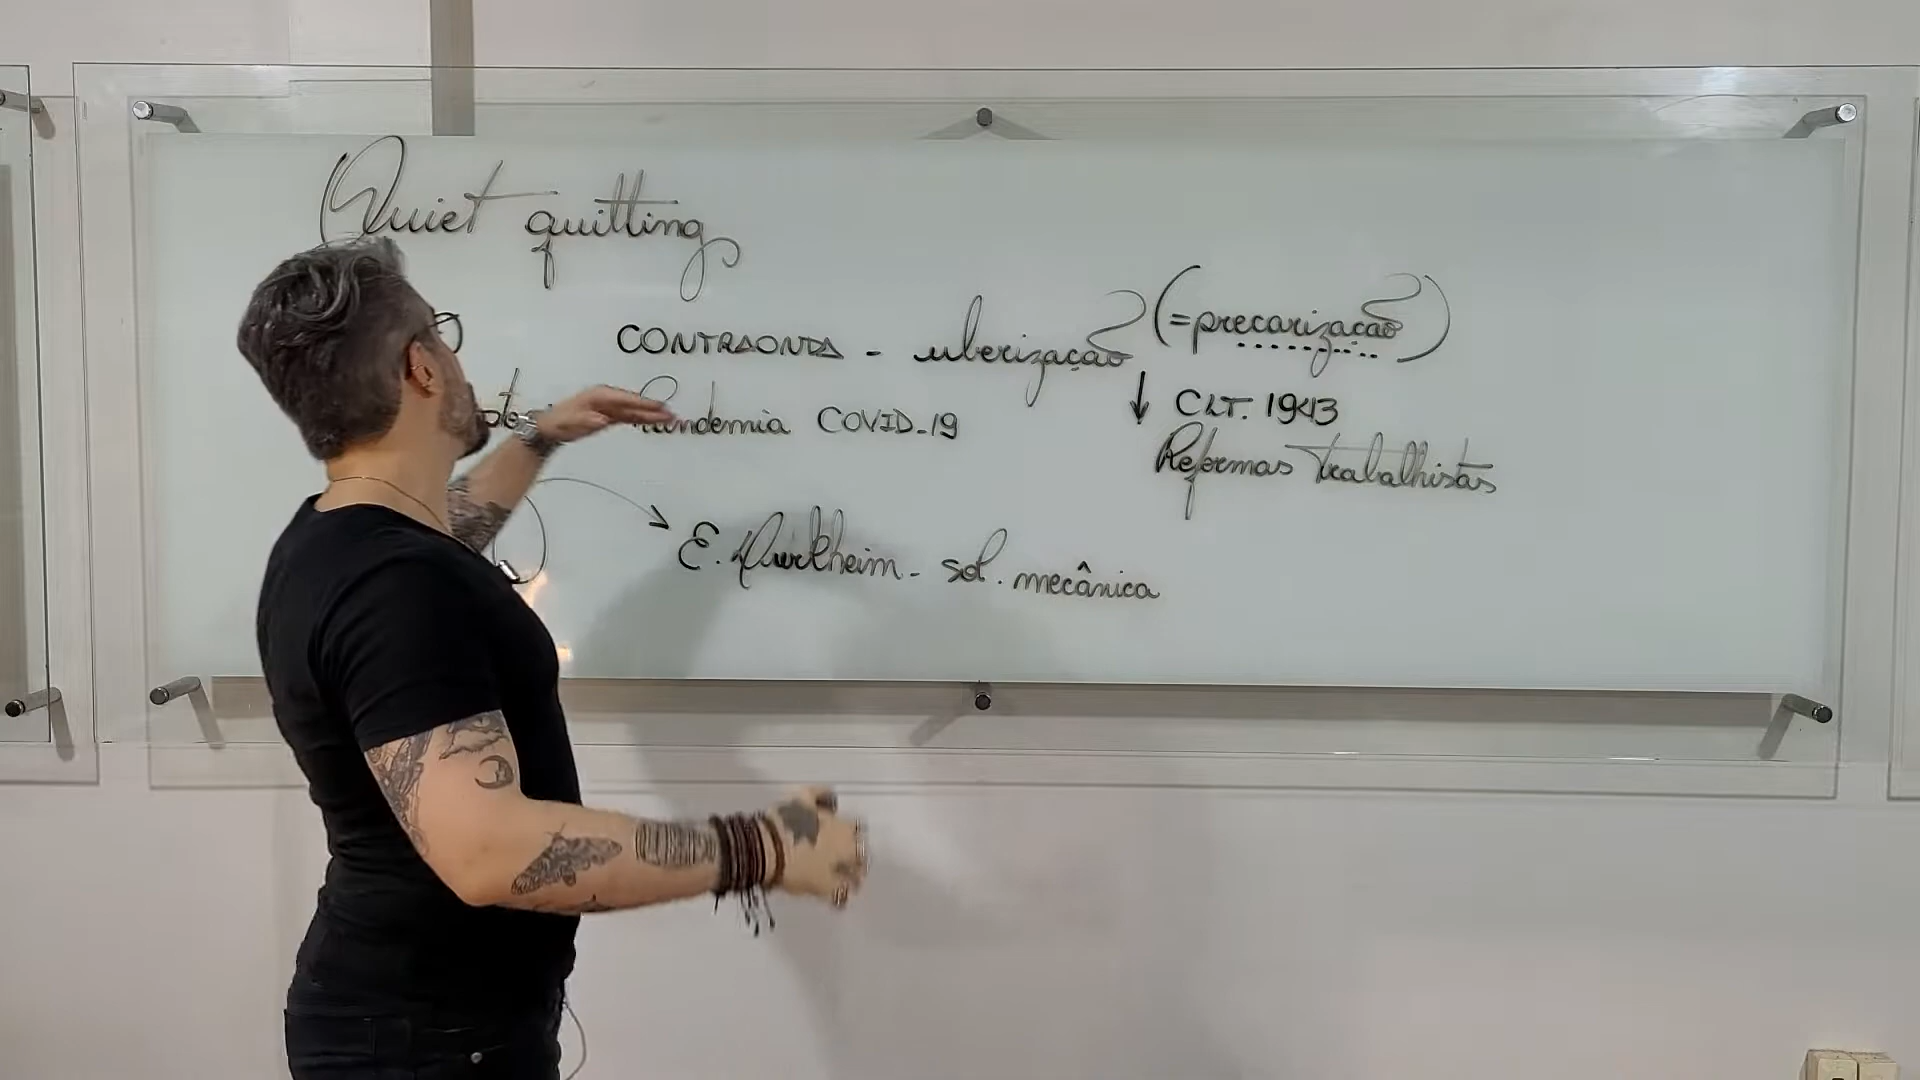 Quiet quitting
CONTRAONDA - uberização (=precarização)
Pandemia COVID-19
↓ CLT. 1943
Reformas trabalhistas
E. Durkheim - sol. mecânica